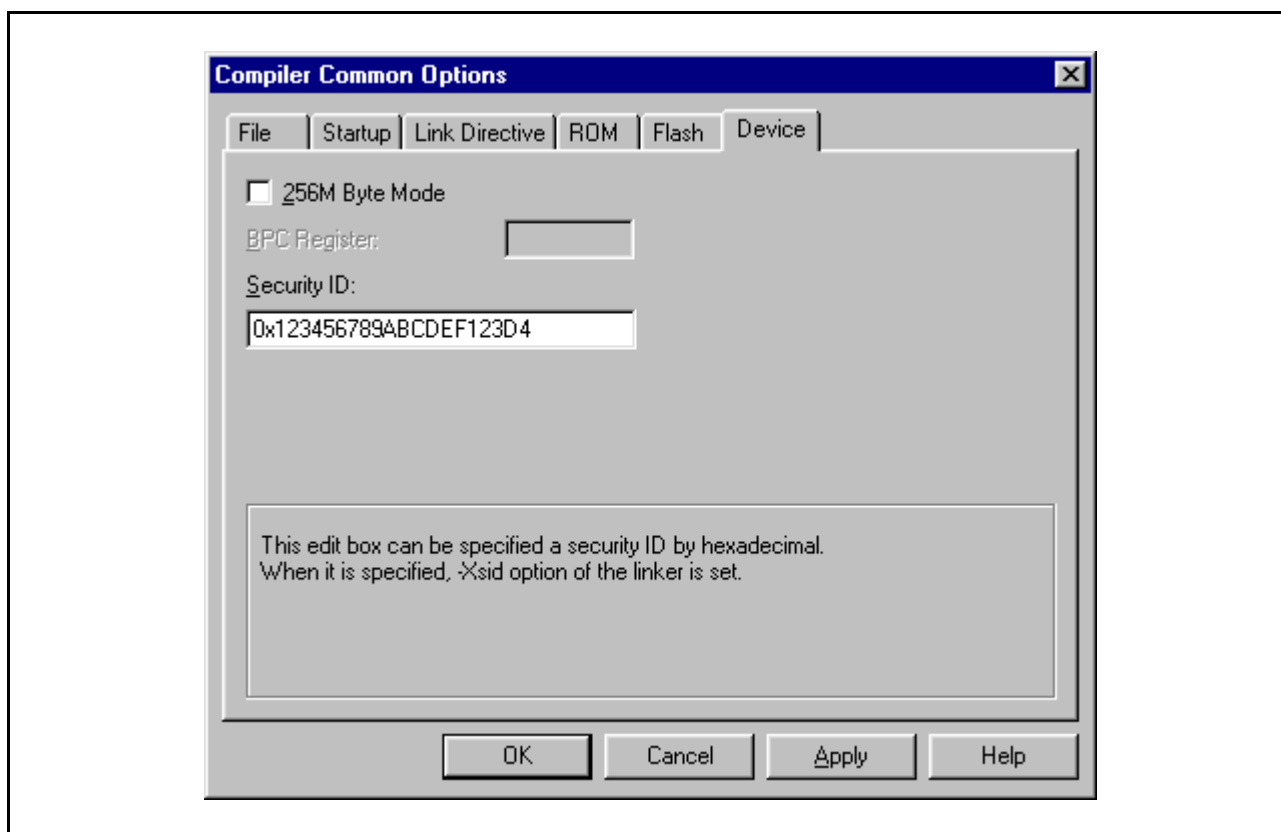 Compiler Common Options
File Startup Link Directive ROM Flash Device
256M Byte Mode
BPC Register:
Security ID:
0x123456789ABCDEF123D4
This edit box can be specified a security ID by hexadecimal.
When it is specified, -Xsid option of the linker is set.
OK Cancel Apply Help